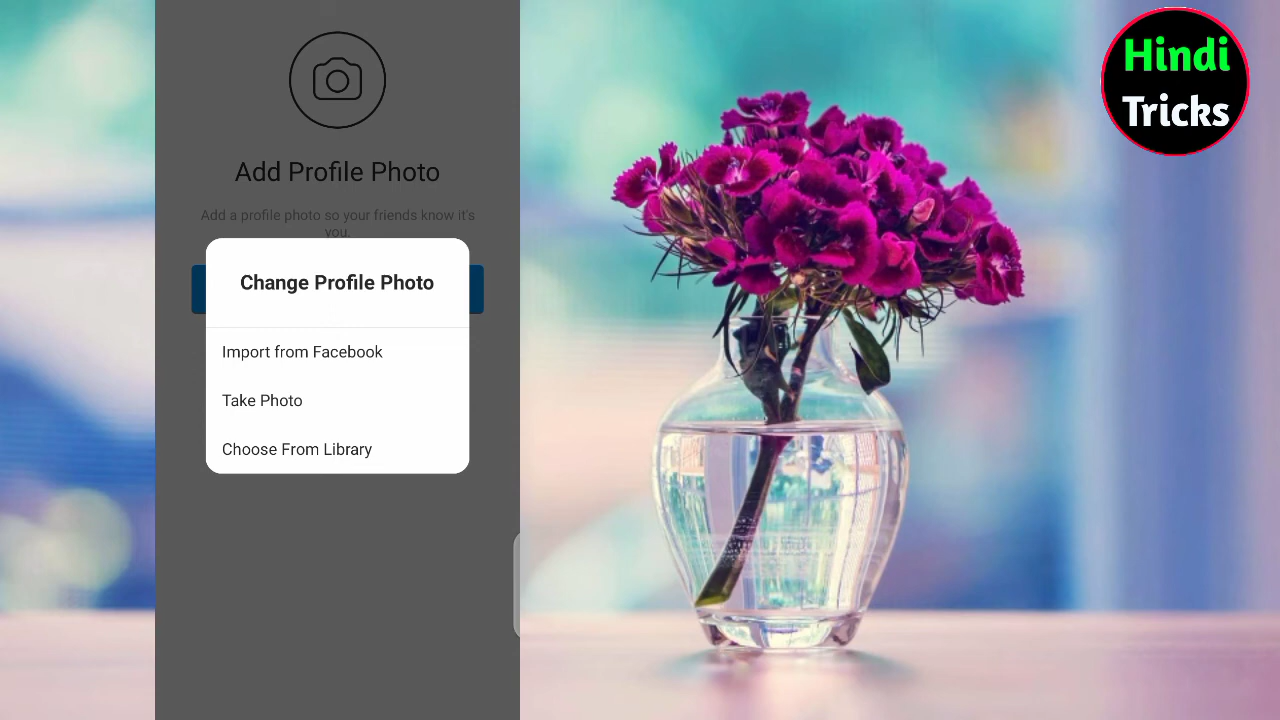 Hindi
Tricks
Add Profile Photo
Add a profile photo so your friends know it's
you.
Change Profile Photo
Import from Facebook
Take Photo
Choose From Library